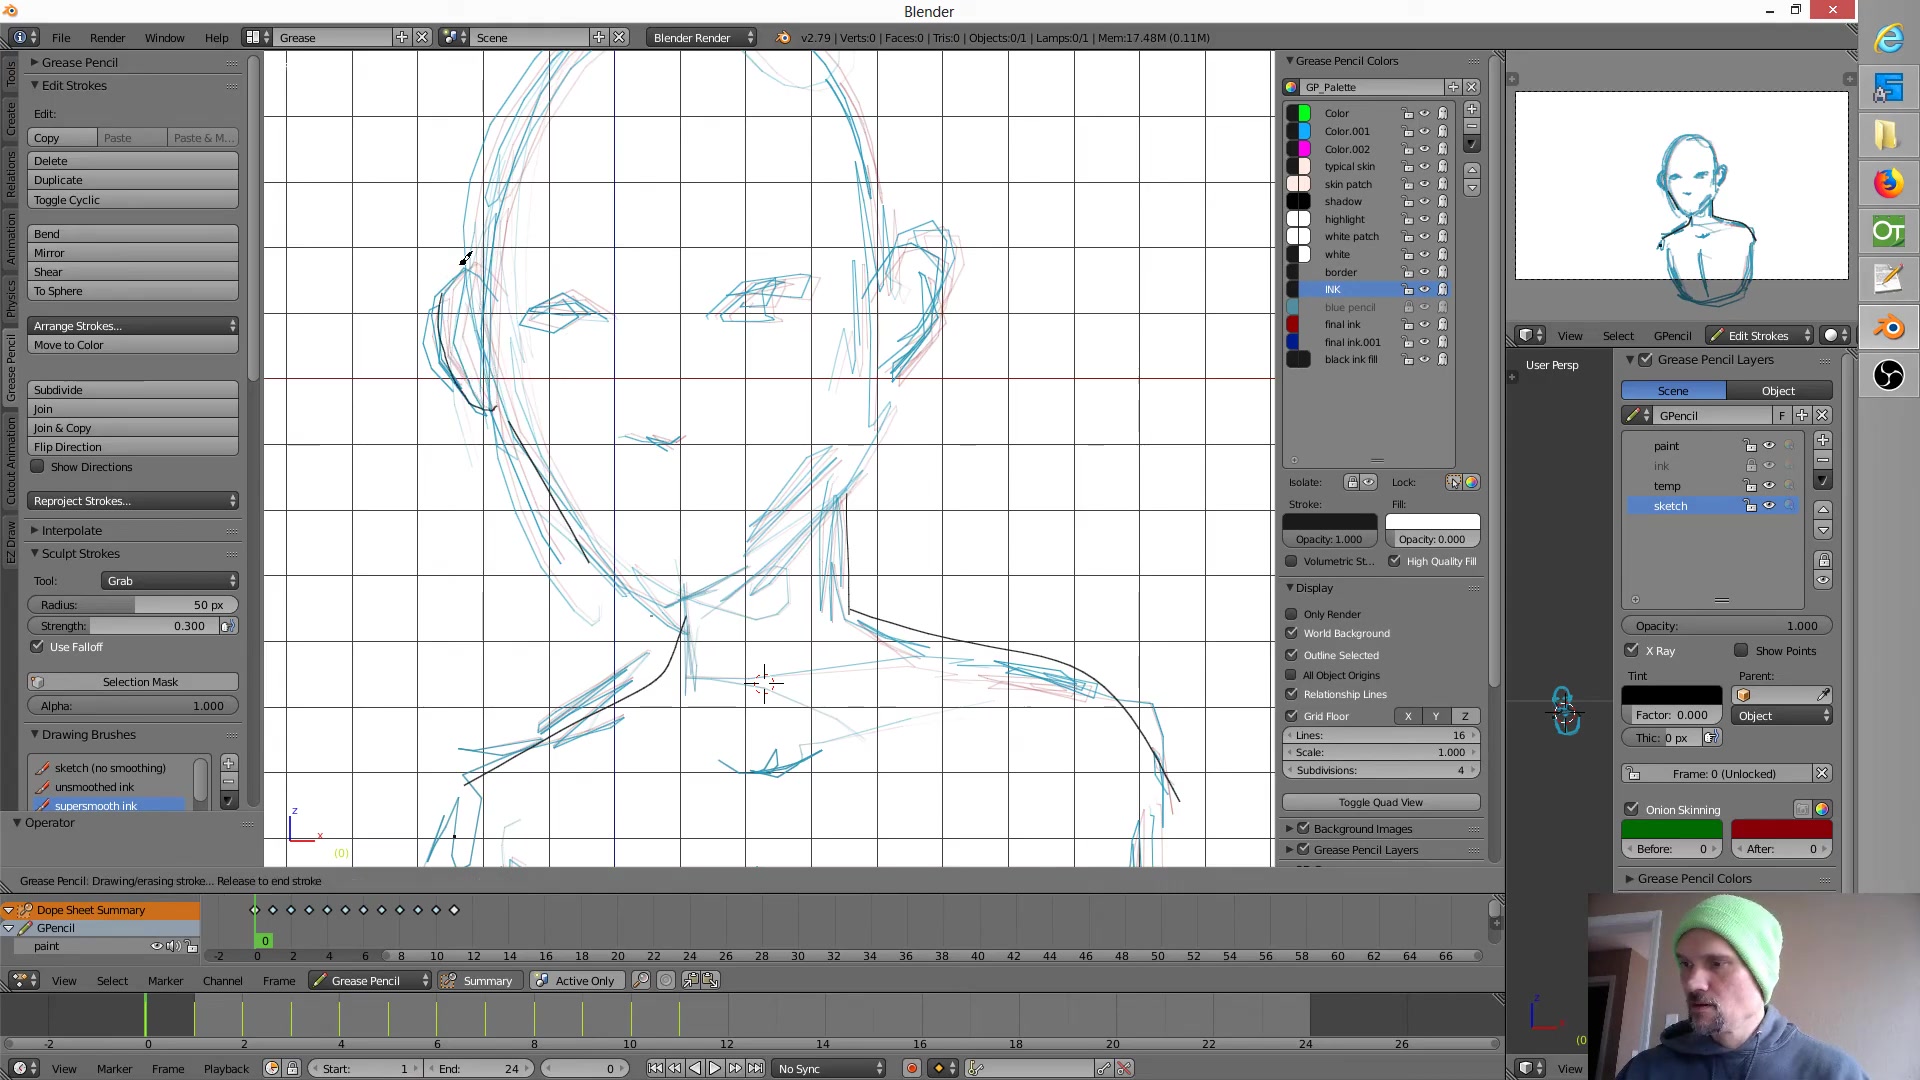 Blender
File Render Window Help Grease Scene Blender Render v2.79 | Verts:0 | Faces:0 | Tris:0 | Objects:0/1 | Lamps:0/1 | Mem:17.48M (0.11M)
Tools
Create
Relations
Animation
Physics
Grease Pencil
Cutout Animation
EZ Draw
Grease Pencil
Edit Strokes
Edit:
Copy Paste Paste & M...
Delete
Duplicate
Toggle Cyclic
Bend
Mirror
Shear
To Sphere
Arrange Strokes...
Move to Color
Subdivide
Join
Join & Copy
Flip Direction
Show Directions
Reproject Strokes...
Interpolate
Sculpt Strokes
Tool: Grab
Radius: 50 px
Strength: 0.300
Use Falloff
Selection Mask
Alpha: 1.000
Drawing Brushes
sketch (no smoothing)
unsmoothed ink
supersmooth ink
Operator
z
x
(0)
Grease Pencil Colors
GP_Palette
Color
Color.001
Color.002
typical skin
skin patch
shadow
highlight
white patch
white
border
INK
blue pencil
final ink
final ink.001
black ink fill
Isolate: Lock:
Stroke: Fill:
Opacity: 1.000 Opacity: 0.000
Volumetric St... High Quality Fill
Display
Only Render
World Background
Outline Selected
All Object Origins
Relationship Lines
Grid Floor X Y Z
Lines: 16
Scale: 1.000
Subdivisions: 4
Toggle Quad View
Background Images
Grease Pencil Layers
View Select GPencil Edit Strokes
User Persp
Grease Pencil Layers
Scene Object
GPencil F
paint
ink
temp
sketch
Opacity: 1.000
X Ray Show Points
Tint Parent:
Factor: 0.000 Object
Thic: 0 px
Frame: 0 (Unlocked)
Onion Skinning
Before: 0 After: 0
Grease Pencil Colors
z
(0
View
OT
Grease Pencil: Drawing/erasing stroke... Release to end stroke
Dope Sheet Summary
GPencil
paint
0
-2 0 2 4 6 8 10 12 14 16 18 20 22 24 26 28 30 32 34 36 38 40 42 44 46 48 50 52 54 56 58 60 62 64 66
View Select Marker Channel Frame Grease Pencil Summary Active Only
-2 0 2 4 6 8 10 12 14 16 18 20 22 24 26
View Marker Frame Playback Start: 1 End: 24 0 No Sync